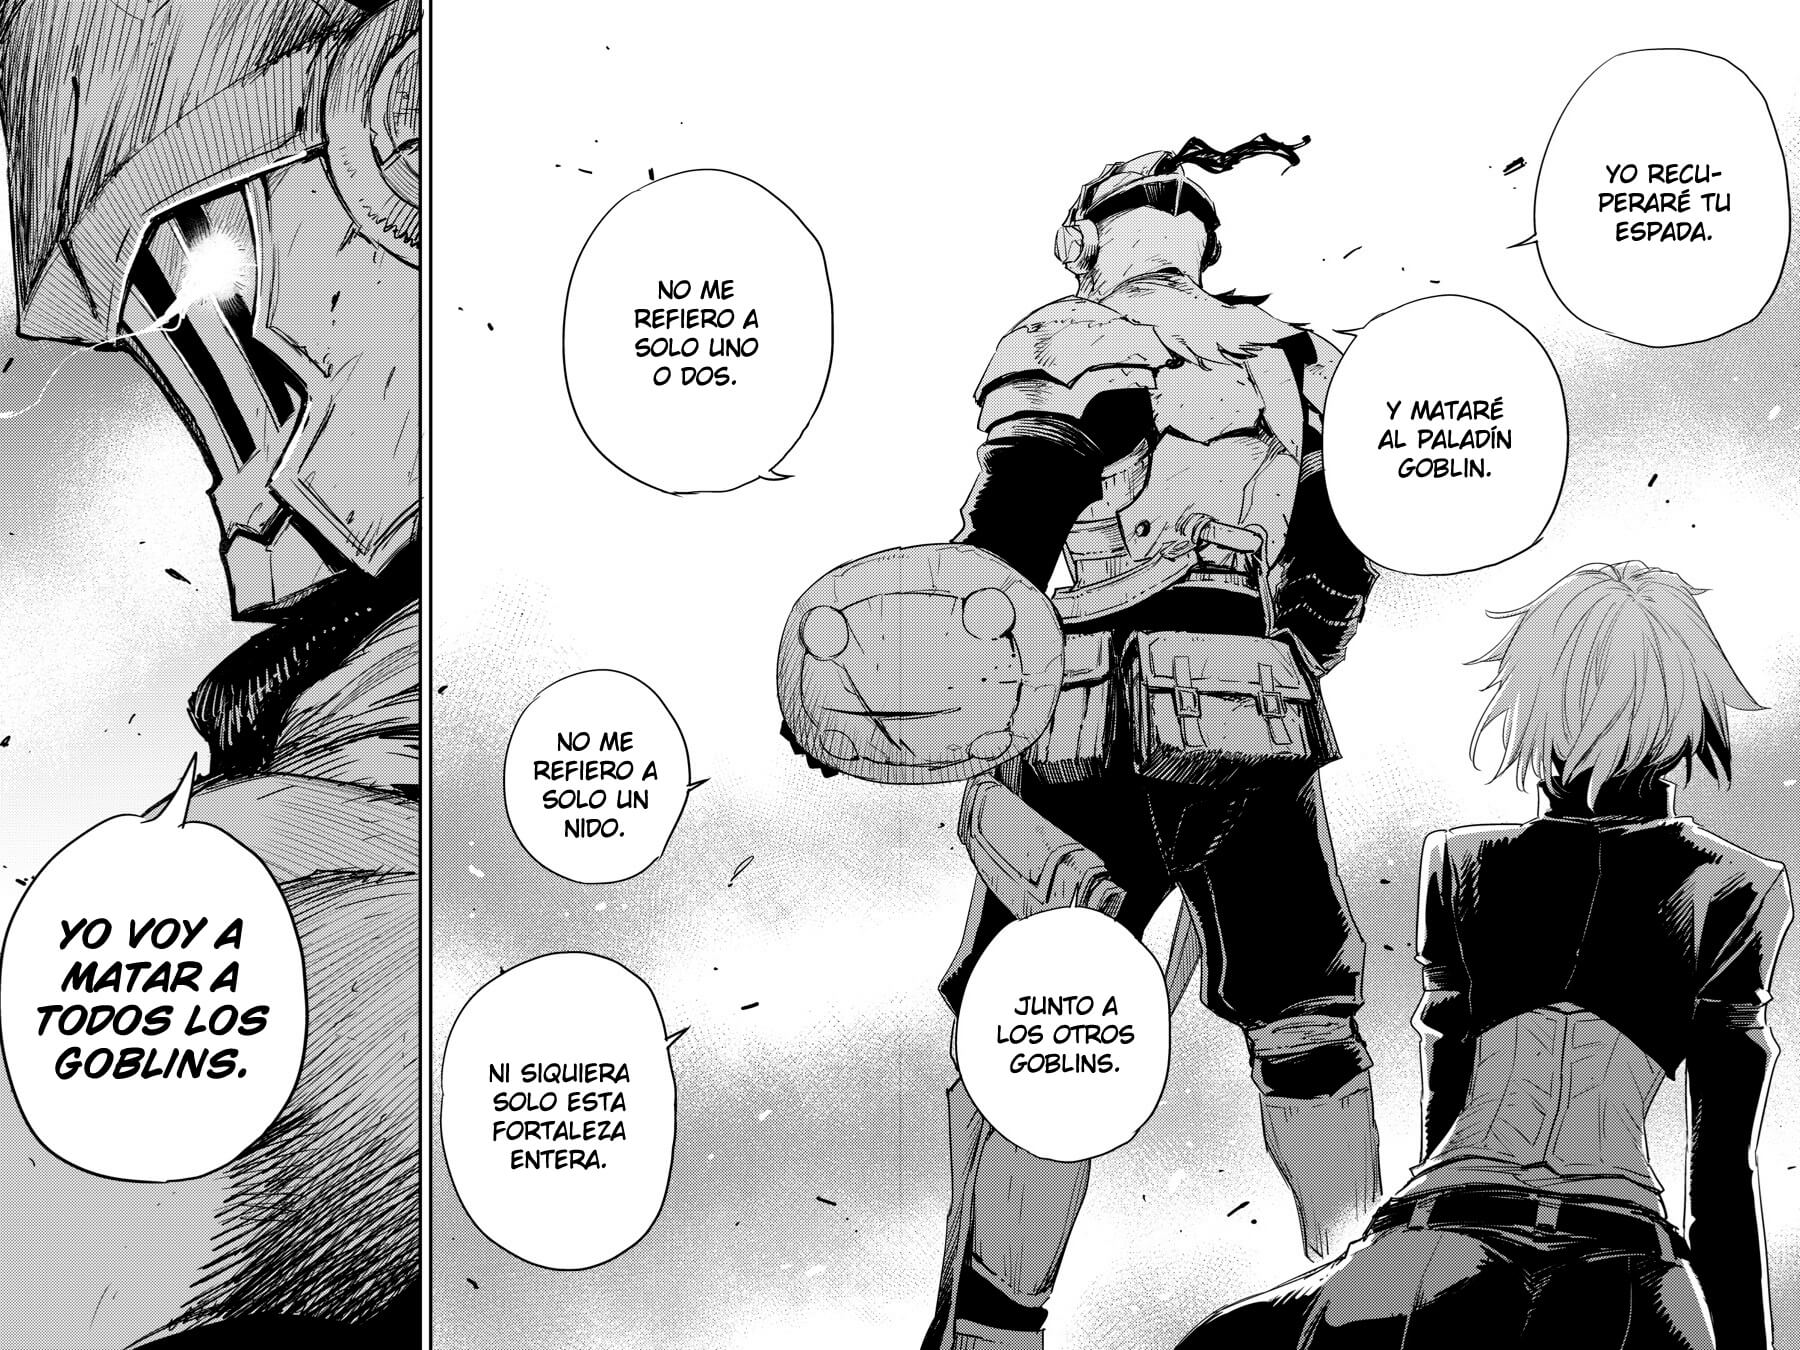 YO RECU-
PERARÉ TU
ESPADA.
Y MATARÉ
AL PALADÍN
GOBLIN.
JUNTO A
LOS OTROS
GOBLINS.
NO ME
REFIERO A
SOLO UNO
O DOS.
NO ME
REFIERO A
SOLO UN
NIDO.
NI SIQUIERA
SOLO ESTA
FORTALEZA
ENTERA.
YO VOY A
MATAR A
TODOS LOS
GOBLINS.